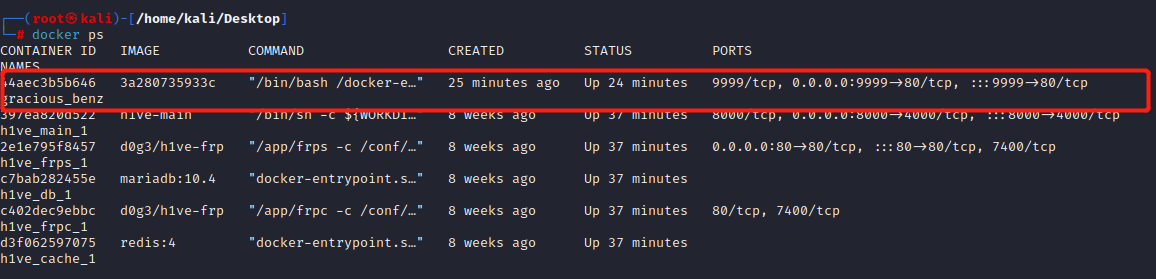 ┌──(root㉿kali)-[/home/kali/Desktop]
└─# docker ps
CONTAINER ID   IMAGE          COMMAND                  CREATED          STATUS          PORTS
NAMES
44aec3b5b646   3a280735933c   "/bin/bash /docker-e…"   25 minutes ago   Up 24 minutes   9999/tcp, 0.0.0.0:9999→80/tcp, :::9999→80/tcp
gracious_benz
397ea820d522   h1ve-main      "/bin/sh -c ${WORKDI…"   8 weeks ago      Up 37 minutes   8000/tcp, 0.0.0.0:8000→4000/tcp, :::8000→4000/tcp
h1ve_main_1
2e1e795f8457   d0g3/h1ve-frp   "/app/frps -c /conf/…"   8 weeks ago      Up 37 minutes   0.0.0.0:80→80/tcp, :::80→80/tcp, 7400/tcp
h1ve_frps_1
c7bab282455e   mariadb:10.4   "docker-entrypoint.s…"   8 weeks ago      Up 37 minutes
h1ve_db_1
c402dec9ebbc   d0g3/h1ve-frp   "/app/frpc -c /conf/…"   8 weeks ago      Up 37 minutes   80/tcp, 7400/tcp
h1ve_frpc_1
d3f062597075   redis:4        "docker-entrypoint.s…"   8 weeks ago      Up 37 minutes
h1ve_cache_1